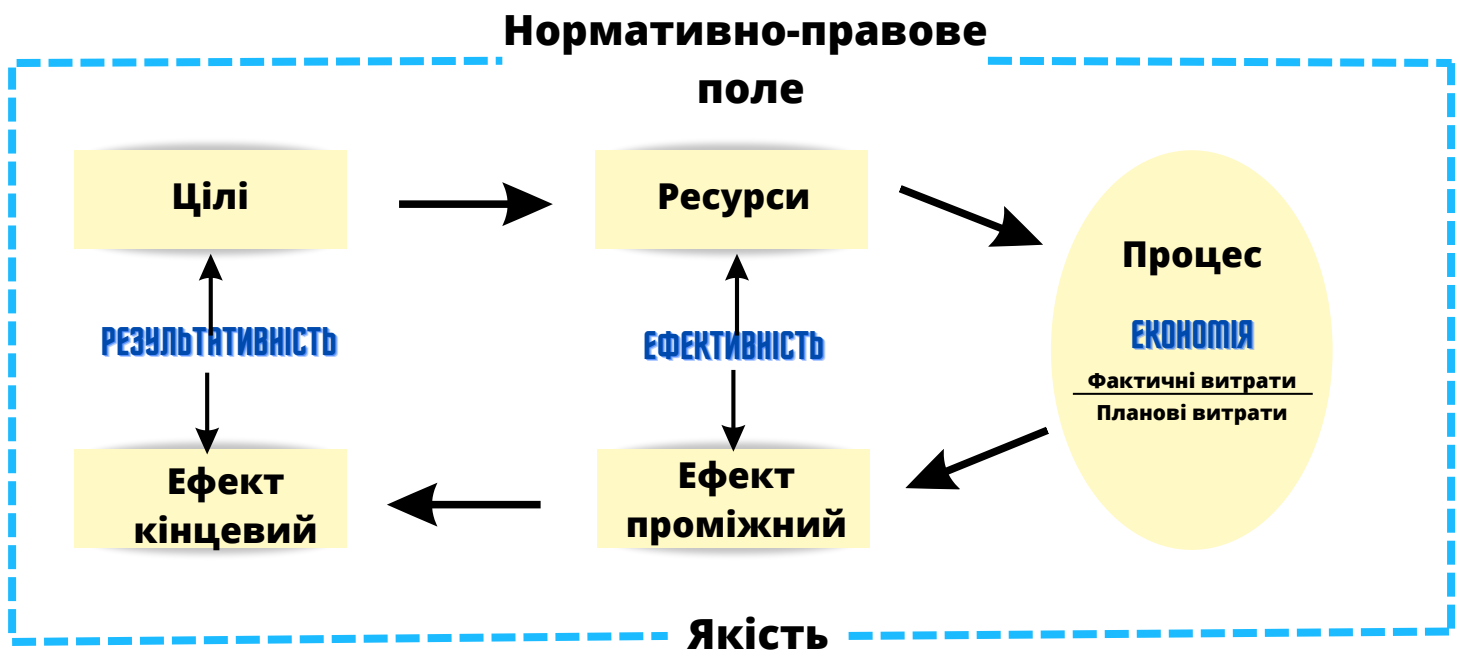 Нормативно-правове
поле
Цілі
Ресурси
Процес
РЕЗУЛЬТАТИВНІСТЬ
ЕФЕКТИВНІСТЬ
ЕКОНОМІЯ
Фактичні витрати
Планові витрати
Ефект
кінцевий
Ефект
проміжний
Якість